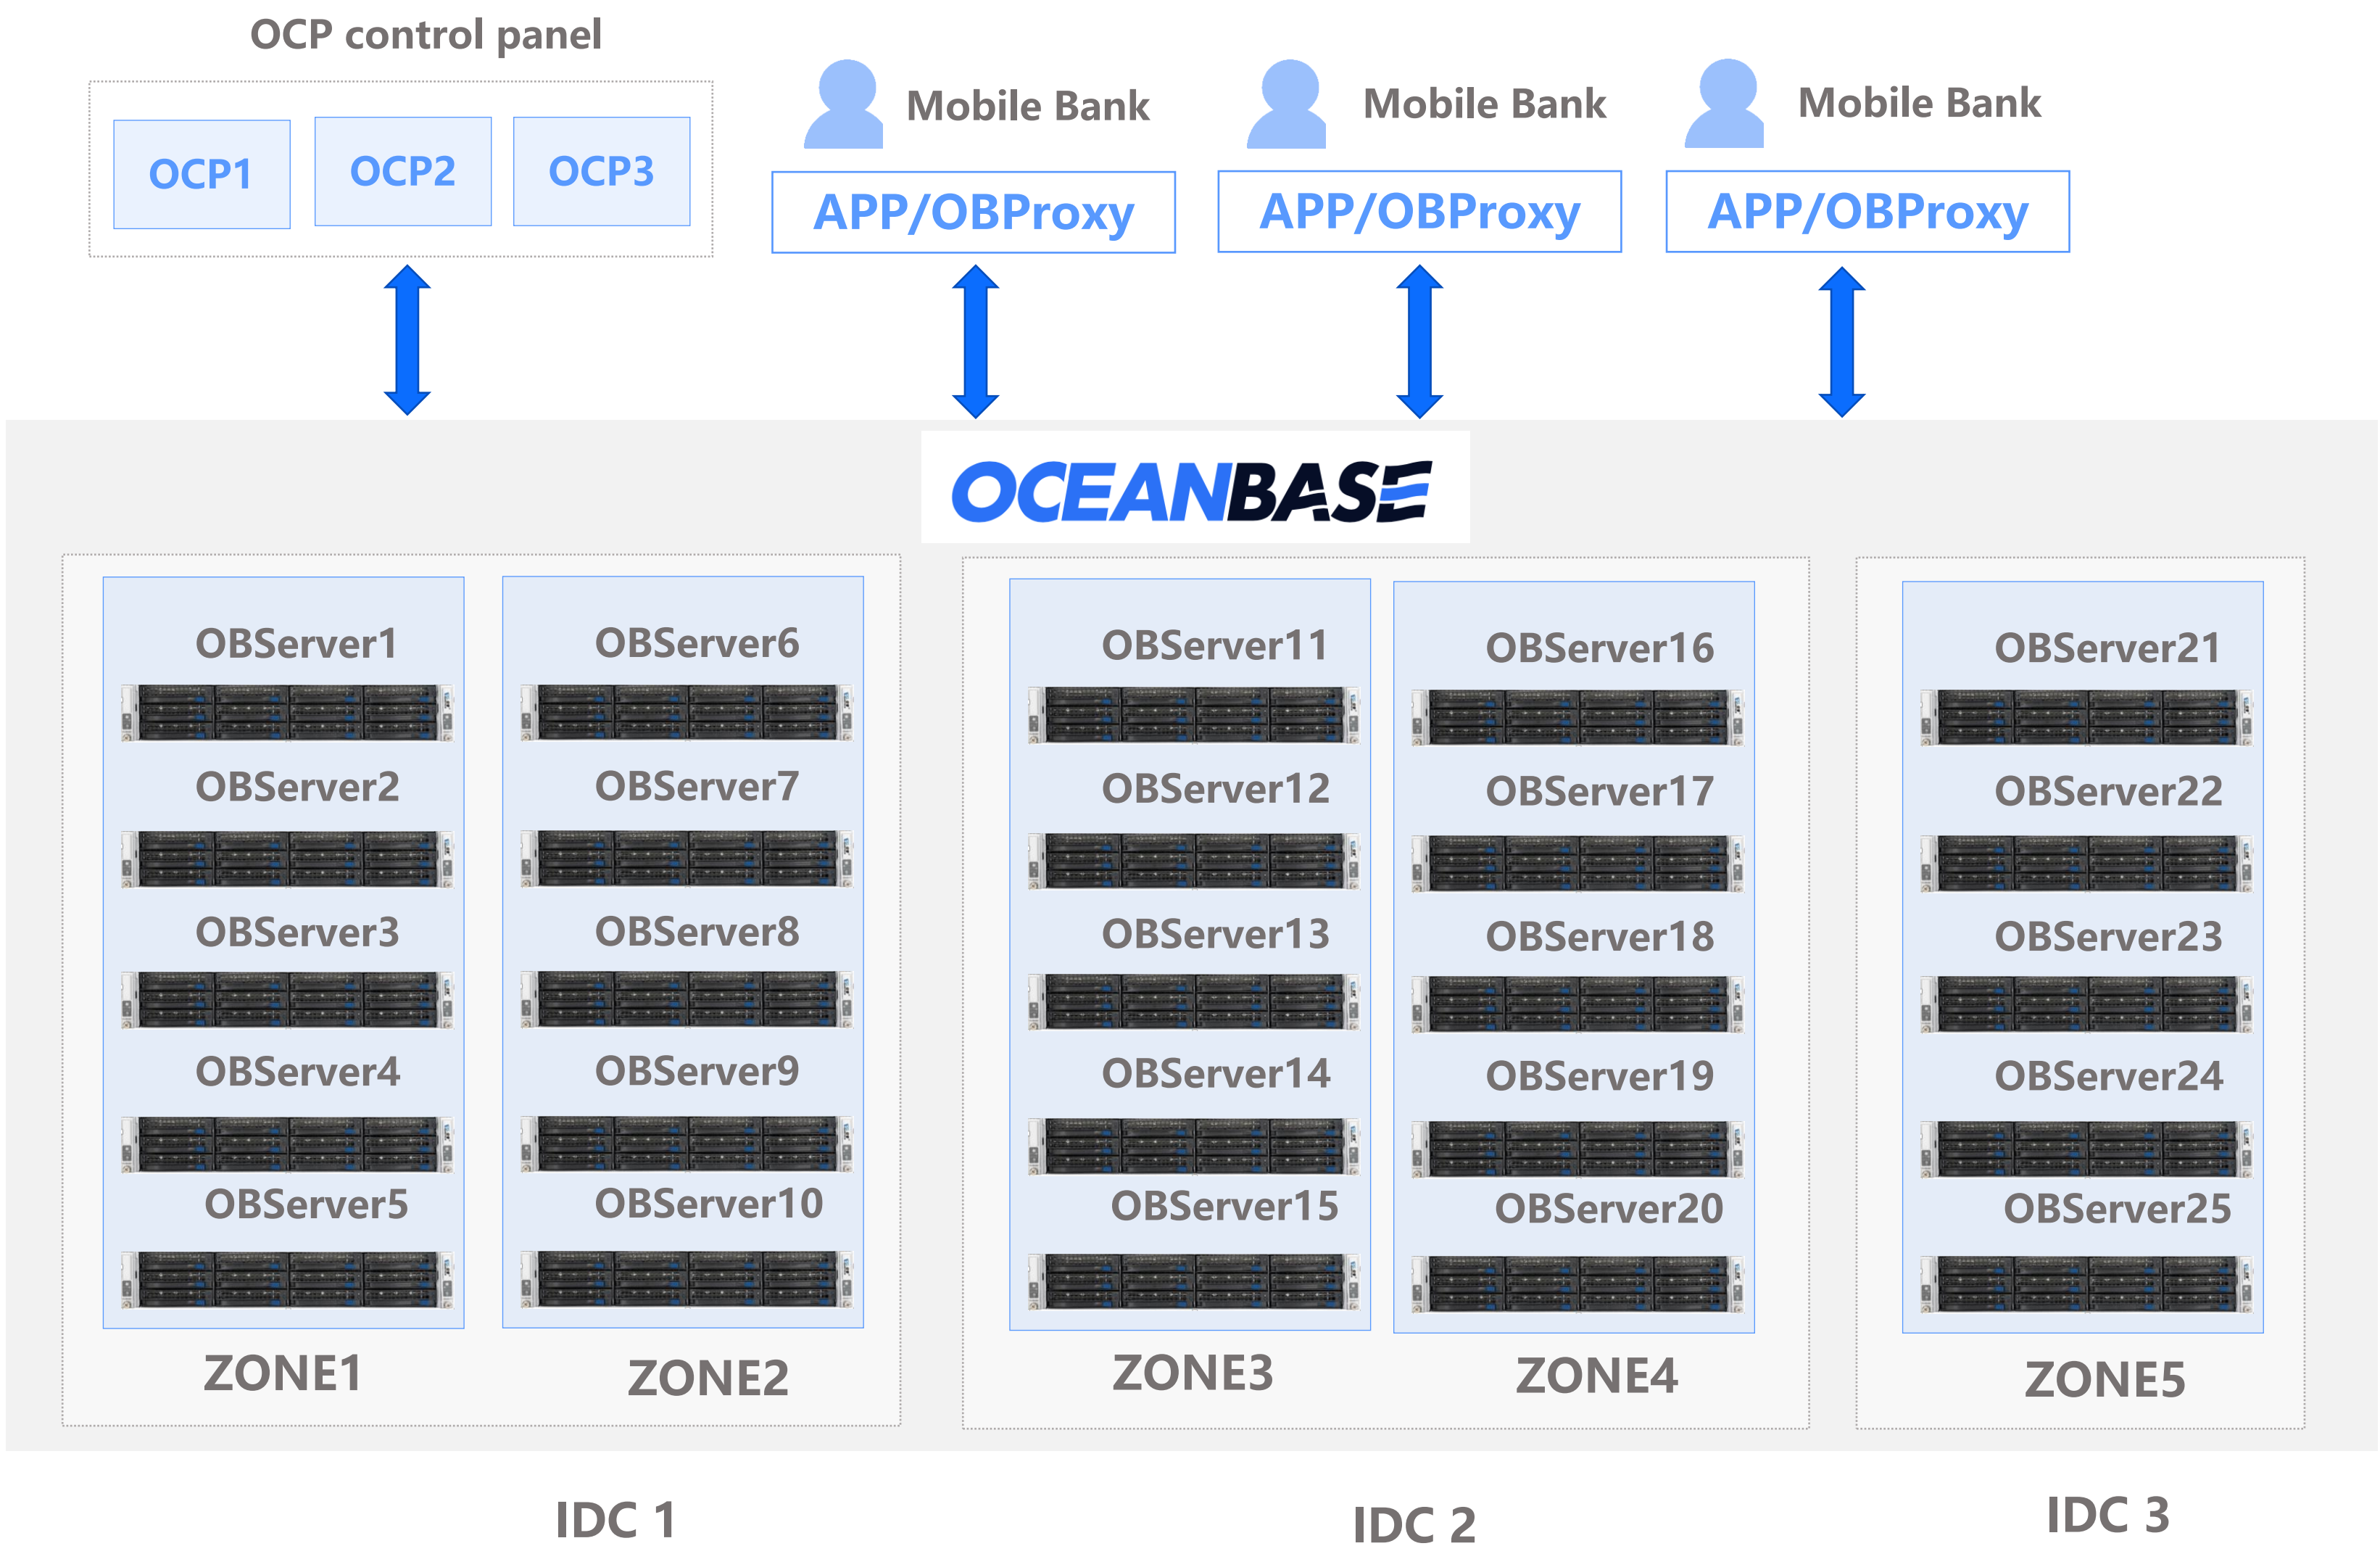 OCP control panel
OCP1
OCP2
OCP3
Mobile Bank
APP/OBProxy
Mobile Bank
APP/OBProxy
Mobile Bank
APP/OBProxy
OCEANBASE
OBServer1
OBServer2
OBServer3
OBServer4
OBServer5
ZONE1
OBServer6
OBServer7
OBServer8
OBServer9
OBServer10
ZONE2
OBServer11
OBServer12
OBServer13
OBServer14
OBServer15
ZONE3
OBServer16
OBServer17
OBServer18
OBServer19
OBServer20
ZONE4
OBServer21
OBServer22
OBServer23
OBServer24
OBServer25
ZONE5
IDC 1
IDC 2
IDC 3